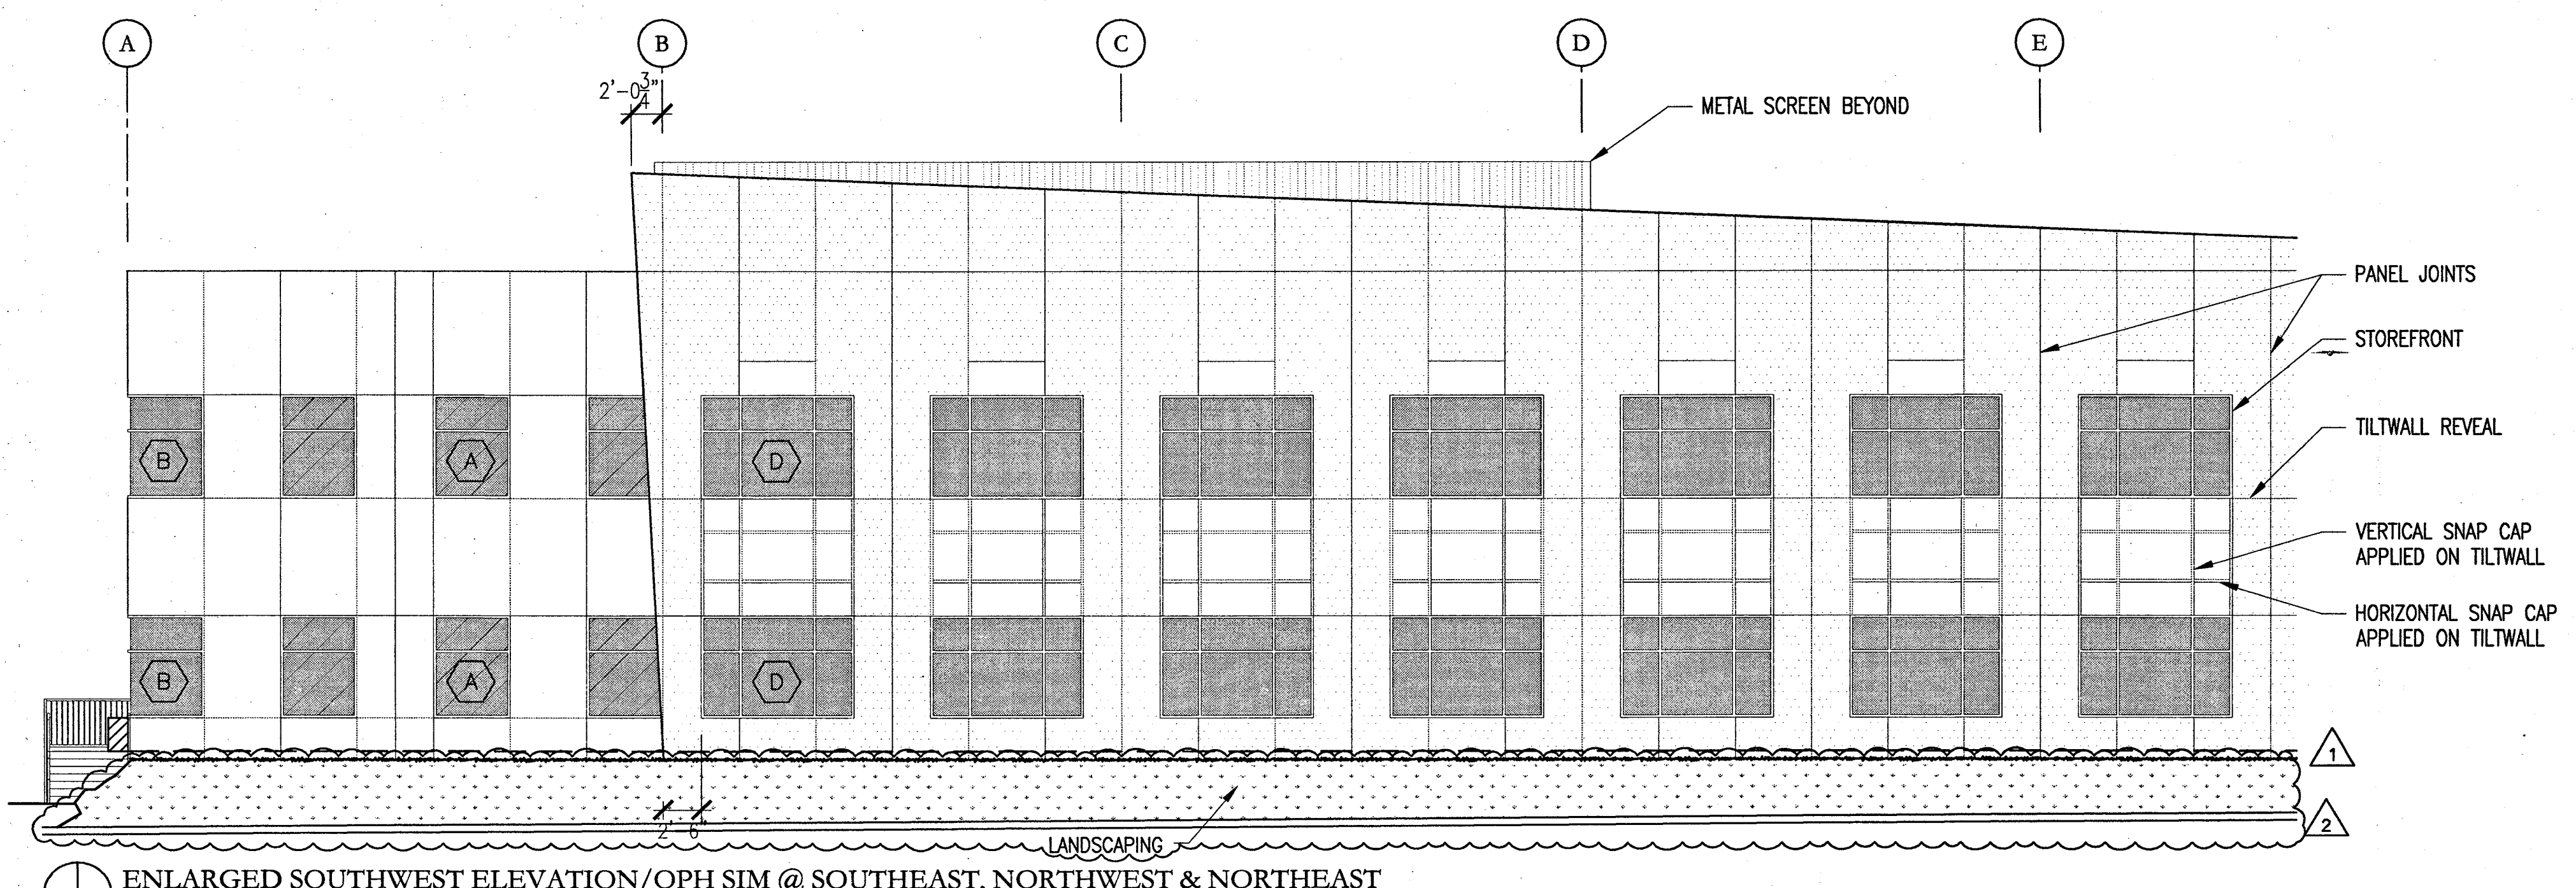 A B C D E
2'-0 3/4"
METAL SCREEN BEYOND
PANEL JOINTS
STOREFRONT
TILTWALL REVEAL
B A D
VERTICAL SNAP CAP
APPLIED ON TILTWALL
HORIZONTAL SNAP CAP
APPLIED ON TILTWALL
B A D
1
2' 6"
2
LANDSCAPING
ENLARGED SOUTHWEST ELEVATION/OPH SIM @ SOUTHEAST, NORTHWEST & NORTHEAST